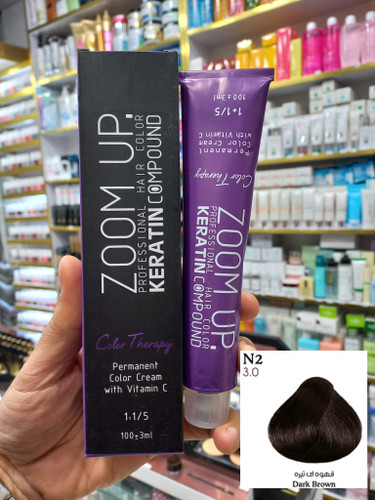 ZOOM UP.
PROFESSIONAL HAIR COLOR
KERATIN COMPOUND
Color Therapy
Permanent
Color Cream
with Vitamin C
1.1/5
100±3ml
ZOOM UP.
PROFESSIONAL HAIR COLOR
KERATIN COMPOUND
Color Therapy
Permanent
Color Cream
with Vitamin C
1+1/5
100±3ml
N2
3.0
قهوه ای تیره
Dark Brown